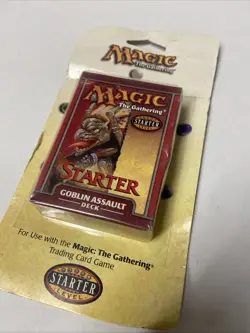 MAGIC
The Gathering®
MAGIC
The Gathering®
STARTER
LEVEL
STARTER
GOBLIN ASSAULT
DECK
For Use with the Magic: The Gathering®
Trading Card Game
STARTER
LEVEL